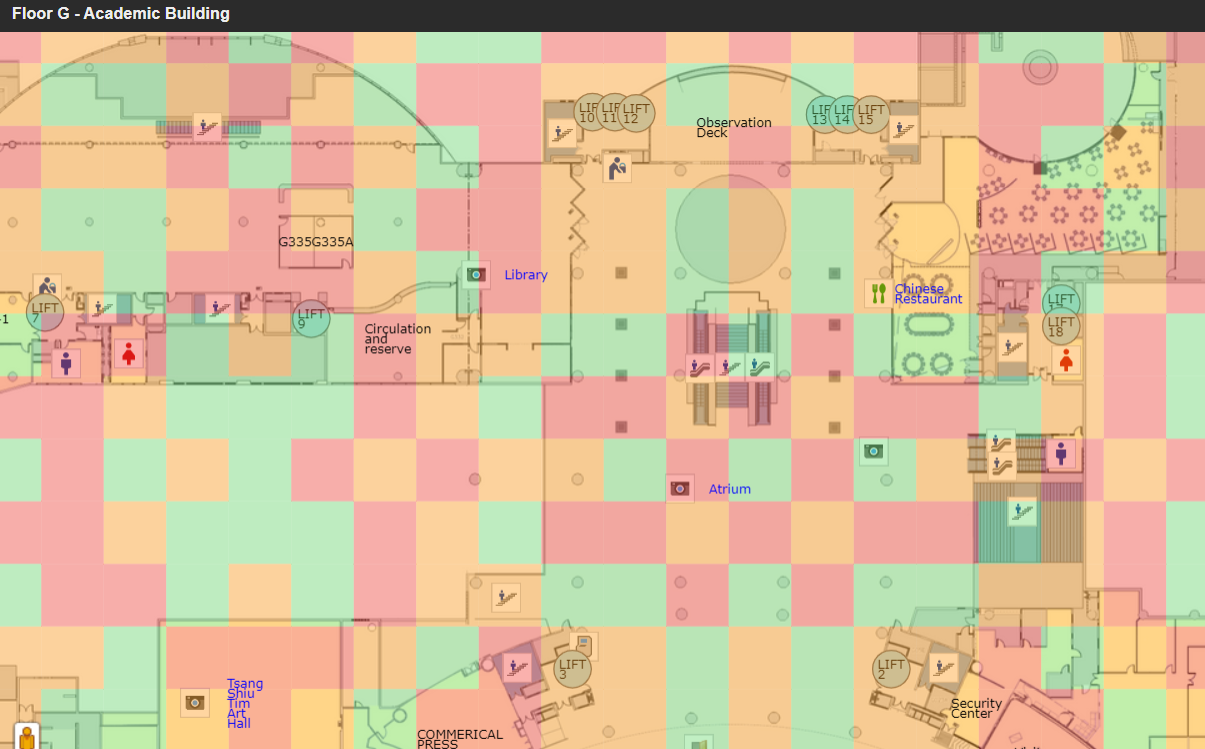 Floor G - Academic Building
LIFT
10
LIFT
11
LIFT
12
LIFT
13
LIFT
14
LIFT
15
Observation
Deck
G335G335A
Library
Chinese
Restaurant
LIFT
7
-1
LIFT
9
Circulation
and
reserve
LIFT
LIFT
18
Atrium
LIFT
3
LIFT
2
Tsang
Shiu
Tim
Art
Hall
Security
Center
COMMERICAL
PRESS